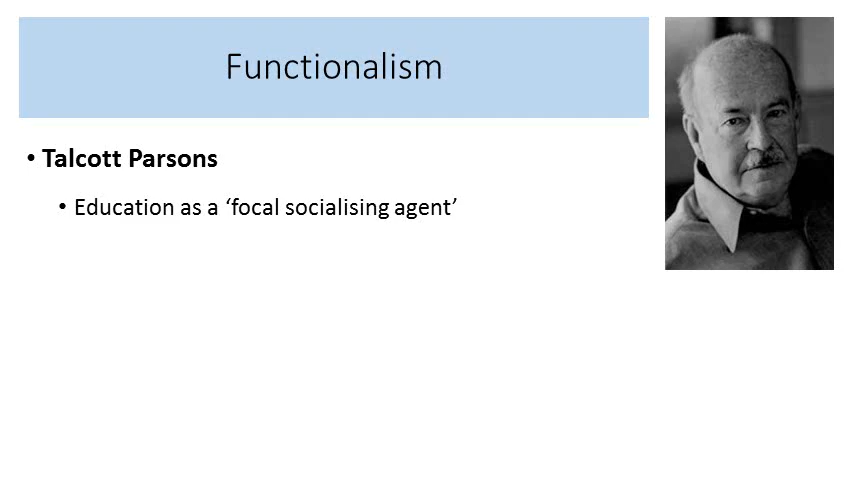 Functionalism
• Talcott Parsons
• Education as a ‘focal socialising agent’